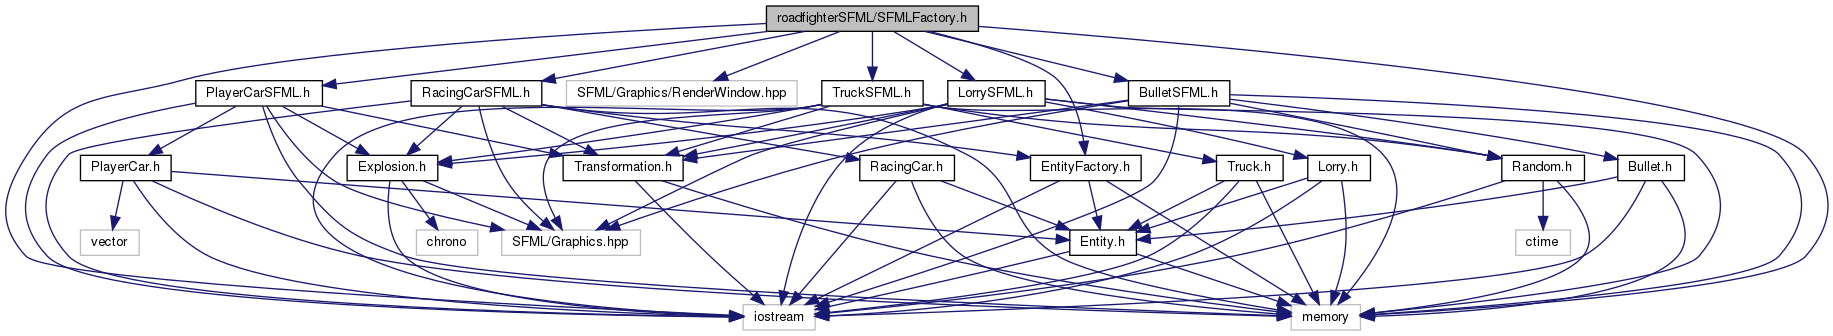 roadfighterSFML/SFMLFactory.h
PlayerCarSFML.h
RacingCarSFML.h
SFML/Graphics/RenderWindow.hpp
TruckSFML.h
LorrySFML.h
BulletSFML.h
PlayerCar.h
Explosion.h
Transformation.h
RacingCar.h
EntityFactory.h
Truck.h
Lorry.h
Random.h
Bullet.h
vector
chrono
SFML/Graphics.hpp
Entity.h
ctime
iostream
memory